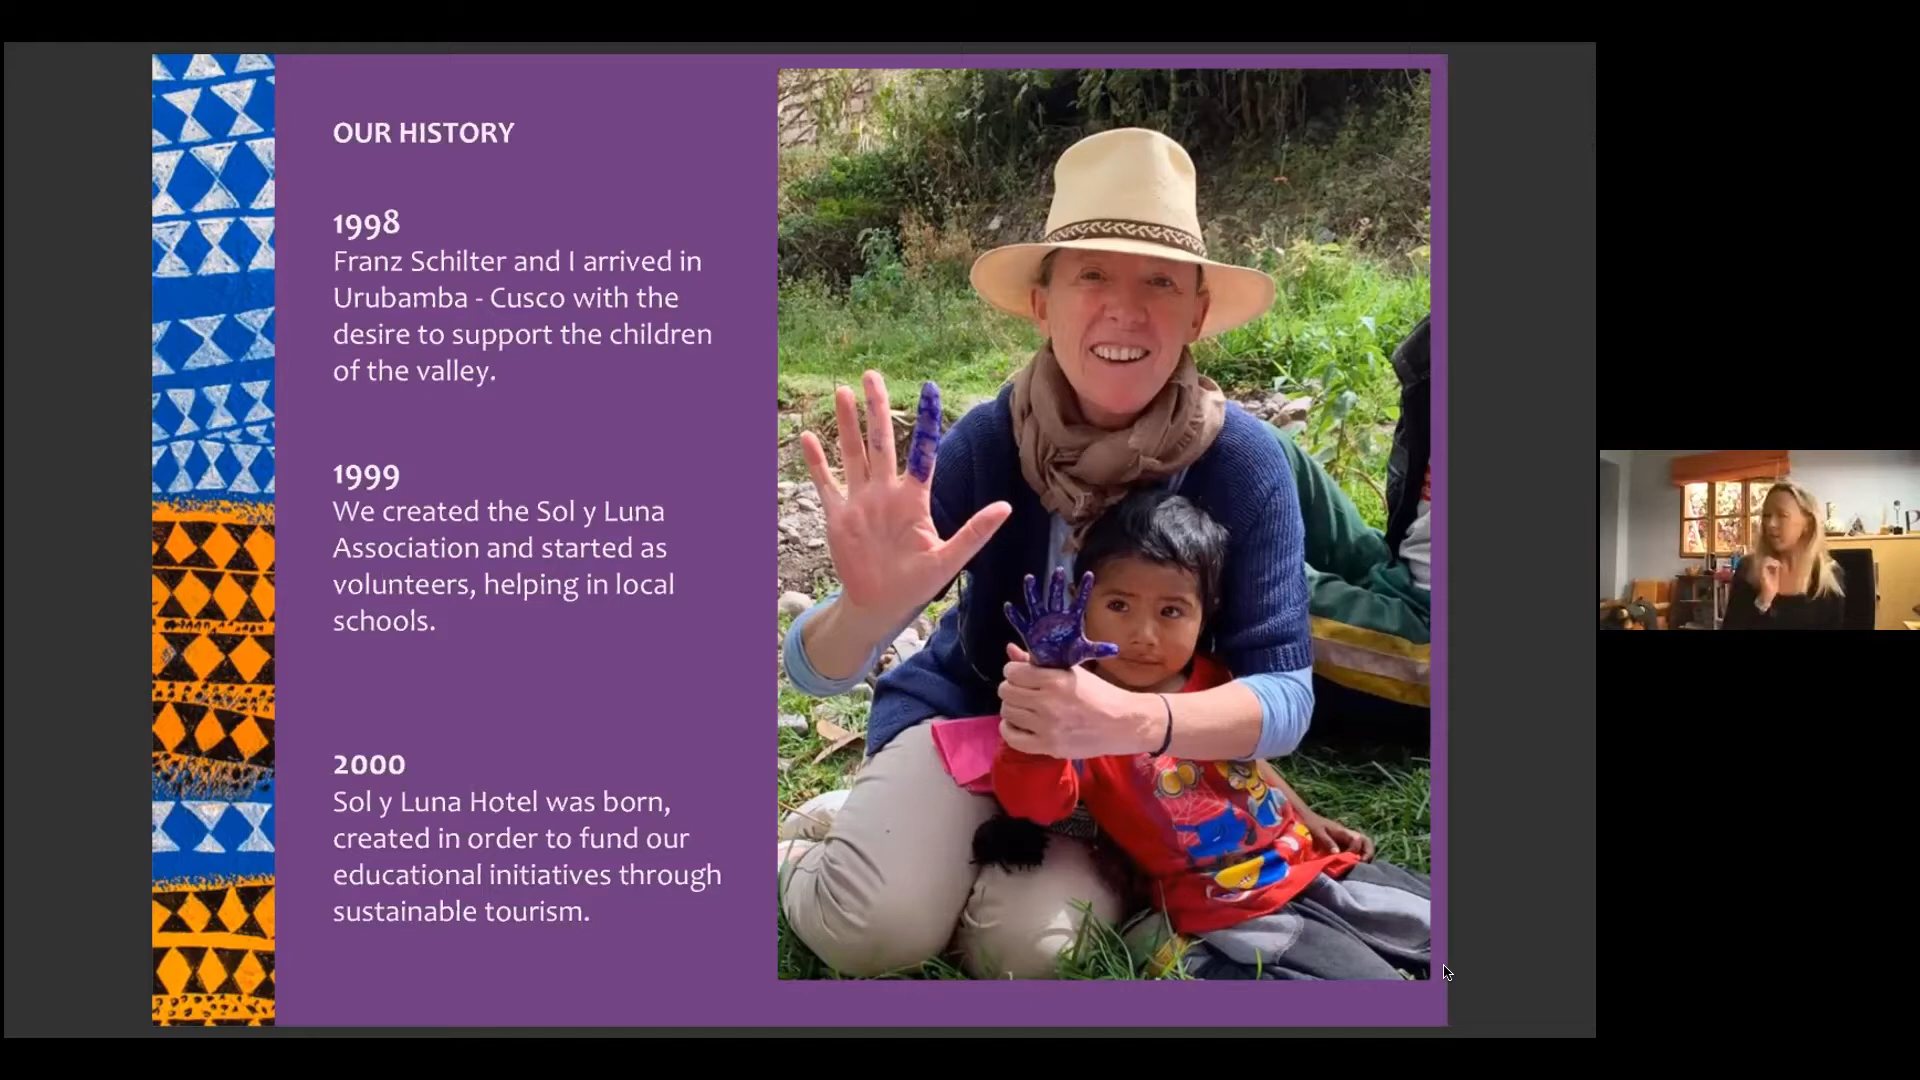 OUR HISTORY
1998
Franz Schilter and I arrived in
Urubamba - Cusco with the
desire to support the children
of the valley.
1999
We created the Sol y Luna
Association and started as
volunteers, helping in local
schools.
2000
Sol y Luna Hotel was born,
created in order to fund our
educational initiatives through
sustainable tourism.